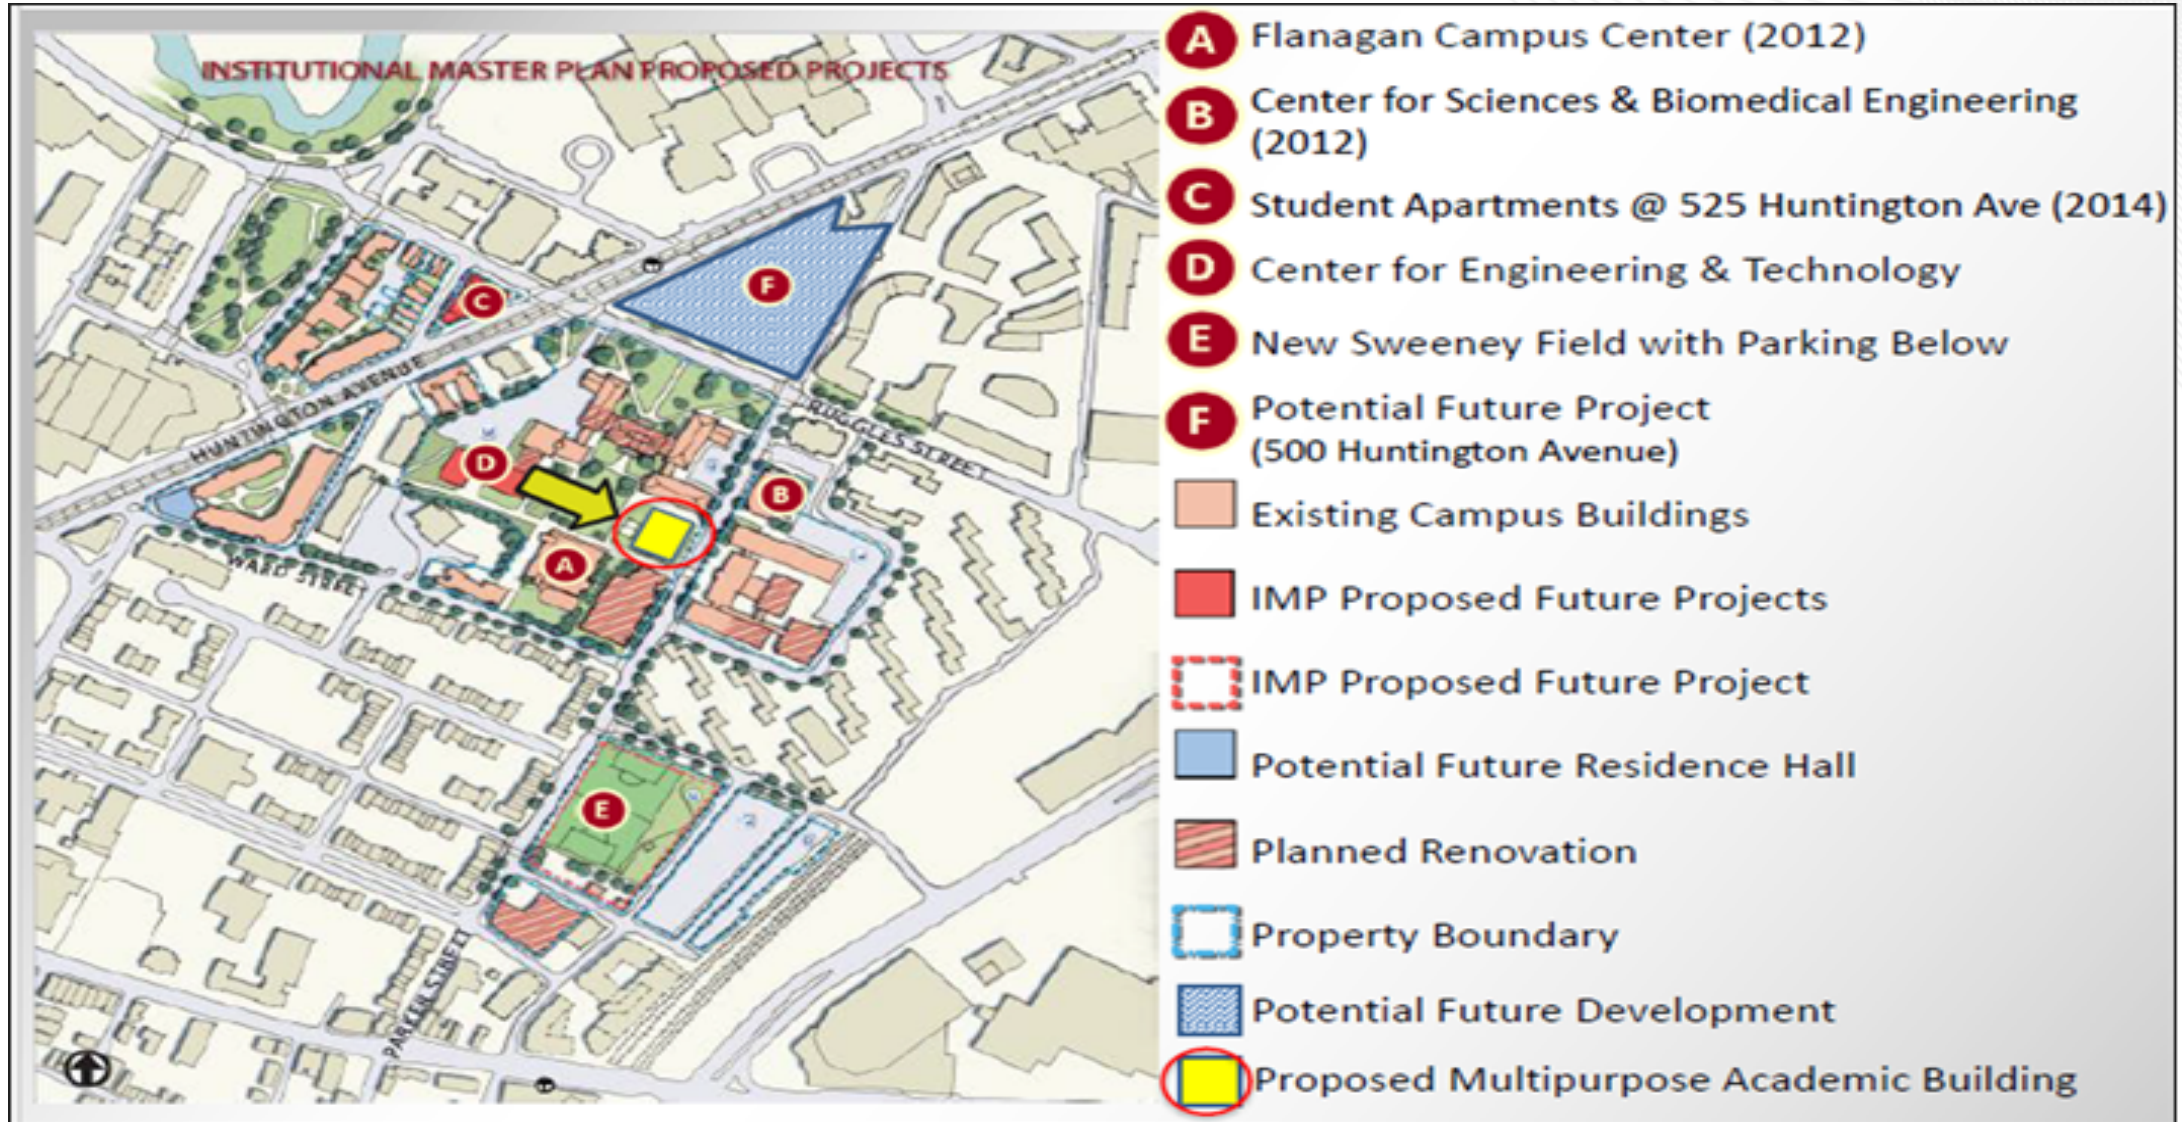 INSTITUTIONAL MASTER PLAN PROPOSED PROJECTS
C
F
HUNTINGTON AVENUE
RUGGLES STREET
D
B
A
WARD STREET
E
PARKER STREET
A Flanagan Campus Center (2012)
B Center for Sciences & Biomedical Engineering
(2012)
C Student Apartments @ 525 Huntington Ave (2014)
D Center for Engineering & Technology
E New Sweeney Field with Parking Below
F Potential Future Project
(500 Huntington Avenue)
Existing Campus Buildings
IMP Proposed Future Projects
IMP Proposed Future Project
Potential Future Residence Hall
Planned Renovation
Property Boundary
Potential Future Development
Proposed Multipurpose Academic Building